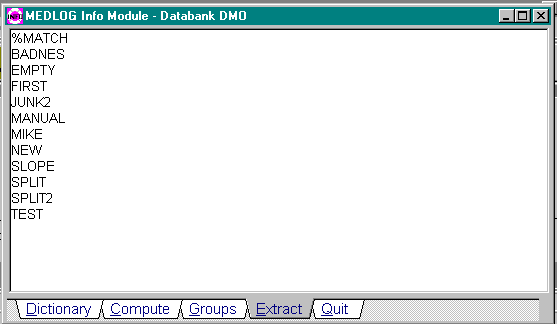 MEDLOG Info Module - Databank DMO
%MATCH
BADNES
EMPTY
FIRST
JUNK2
MANUAL
MIKE
NEW
SLOPE
SPLIT
SPLIT2
TEST
Dictionary Compute Groups Extract Quit